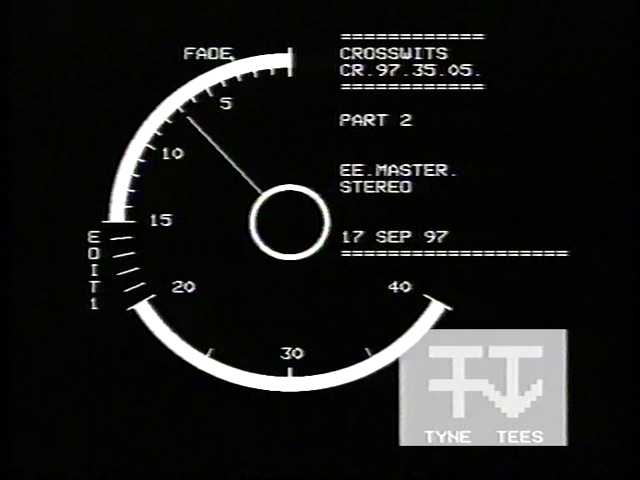 ============
CROSSWITS
CR.97.35.05.
============
PART 2
EE.MASTER.
STEREO
17 SEP 97
===================
FADE
5
10
15
EDIT1
20
30
40
TYNE TEES